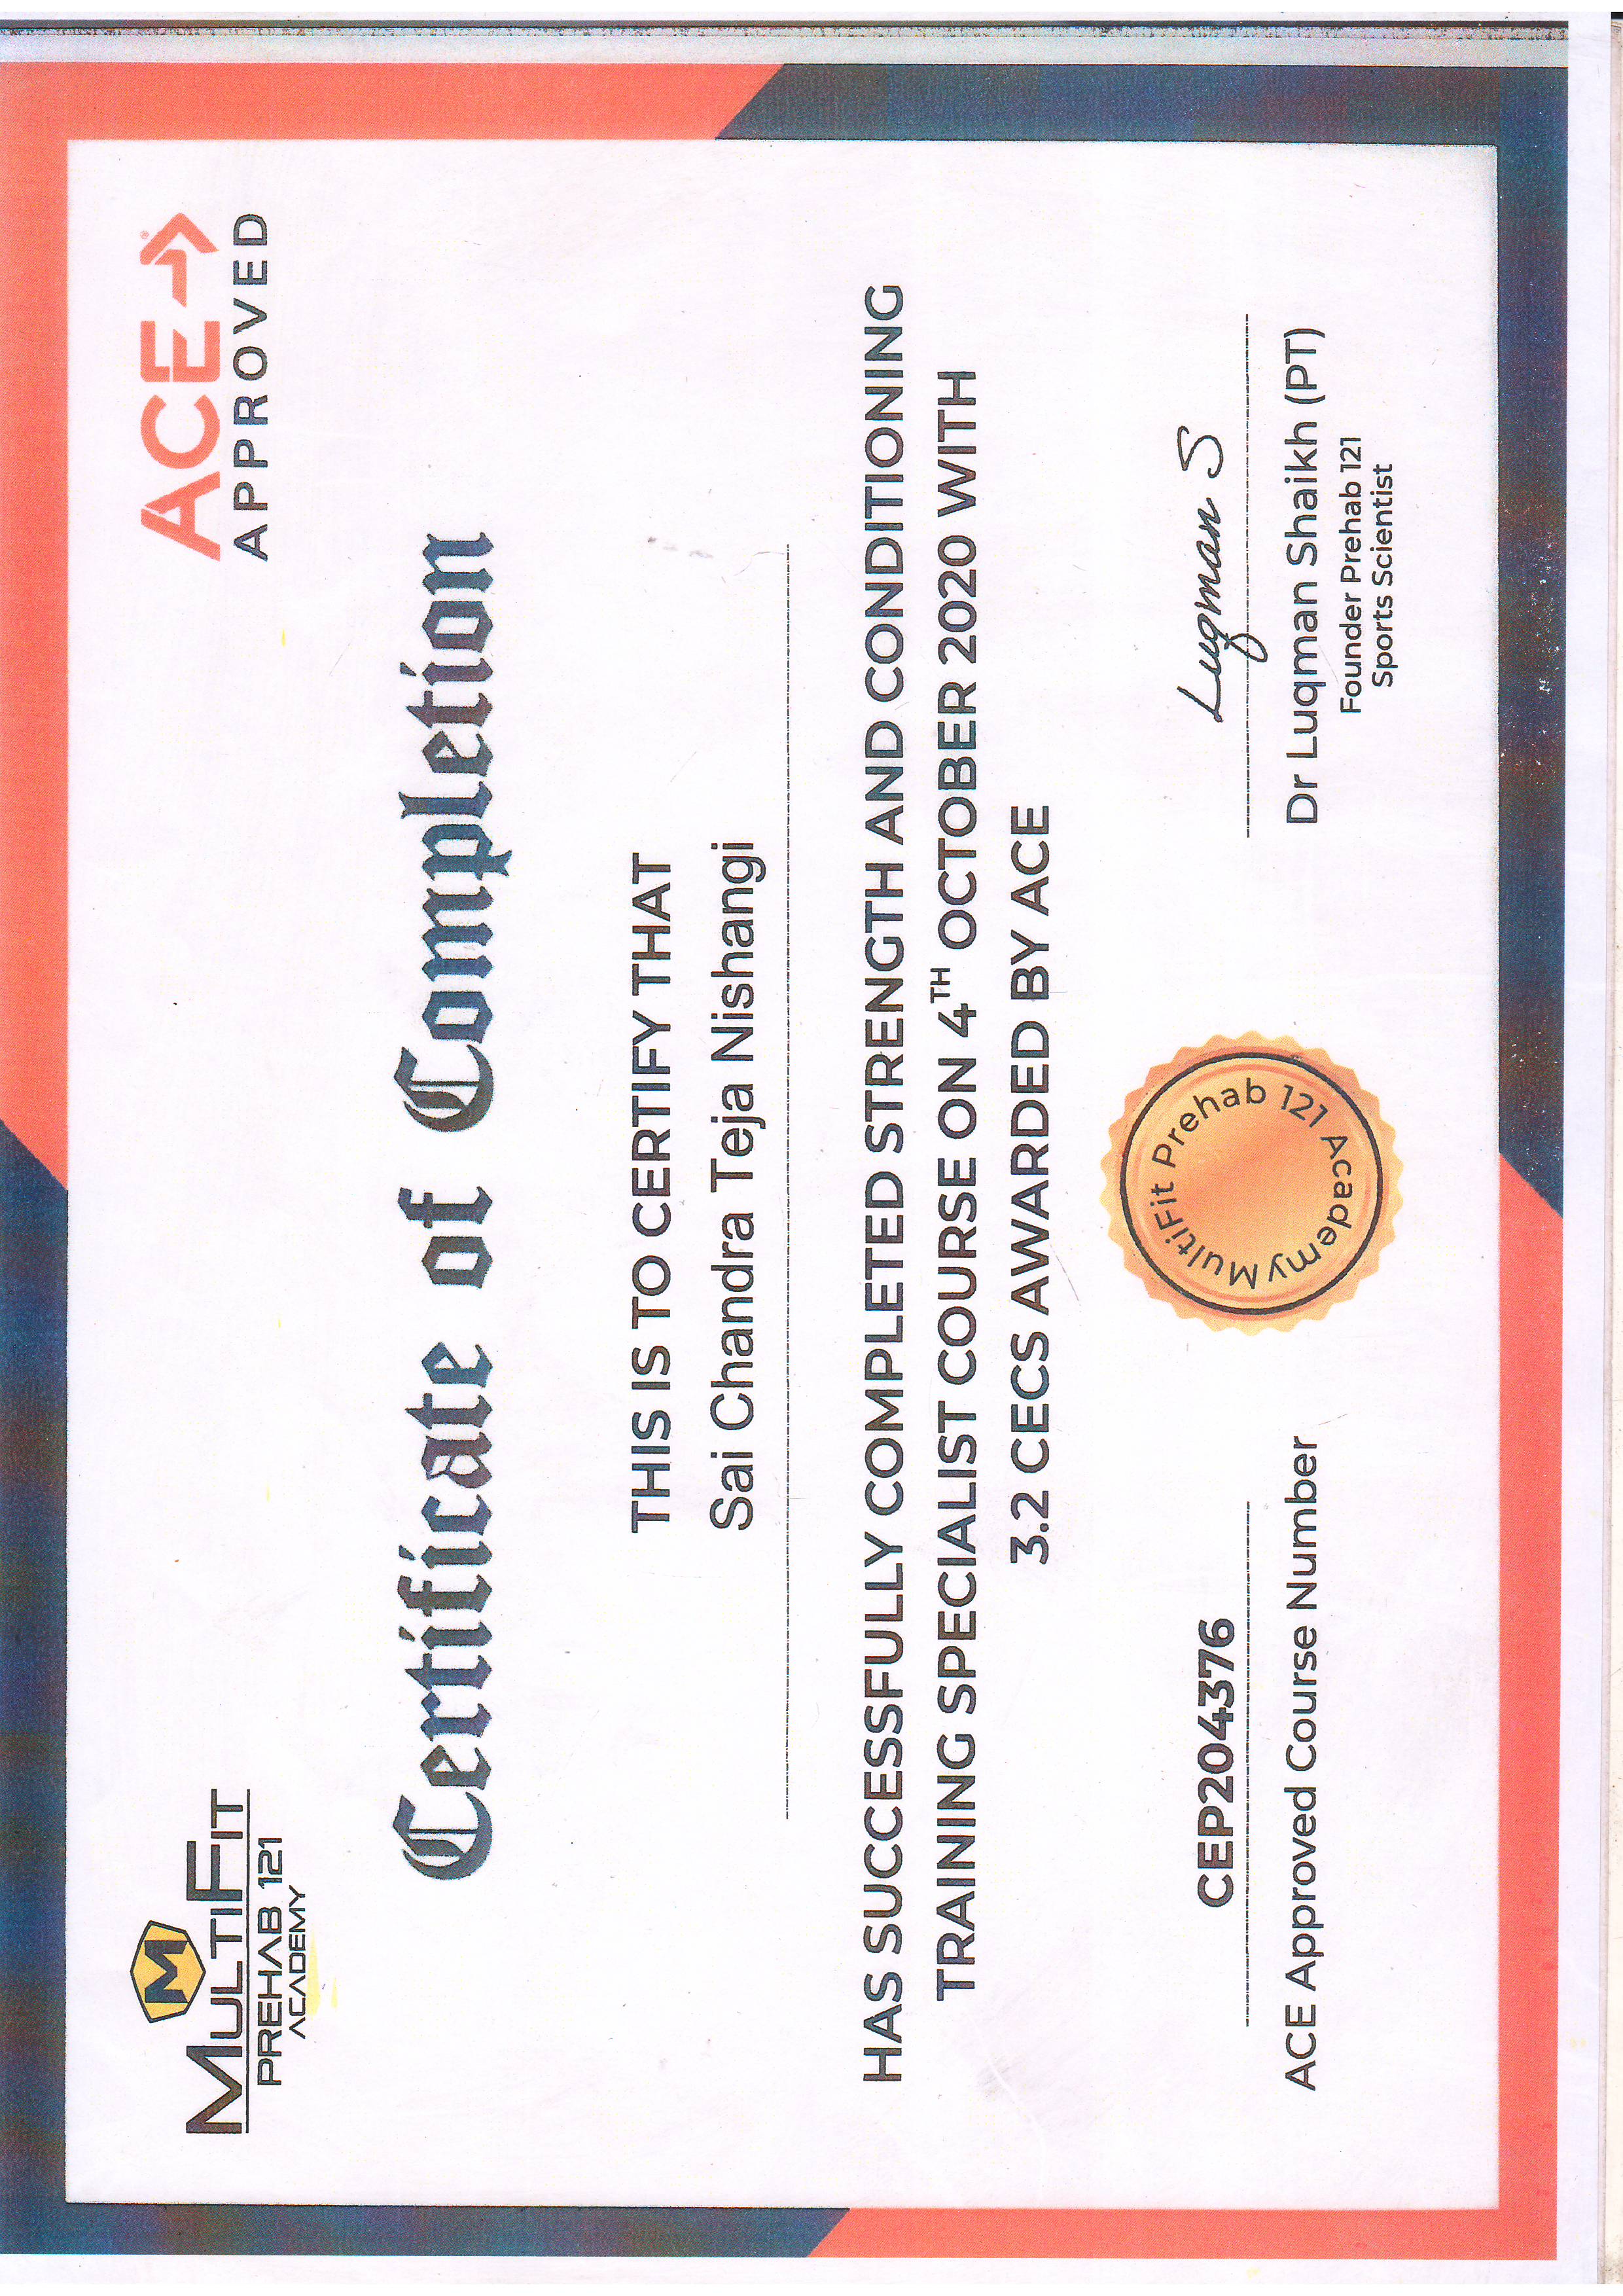 M
MULTIFIT
PREHAB 121
ACADEMY
ACE
APPROVED
Certificate of Completion
THIS IS TO CERTIFY THAT
Sai Chandra Teja Nishangi
HAS SUCCESSFULLY COMPLETED STRENGTH AND CONDITIONING
TRAINING SPECIALIST COURSE ON 4TH OCTOBER 2020 WITH
3.2 CECS AWARDED BY ACE
CEP204376
ACE Approved Course Number
MultiFit Prehab 121 Academy
Luqman S
Dr Luqman Shaikh (PT)
Founder Prehab 121
Sports Scientist